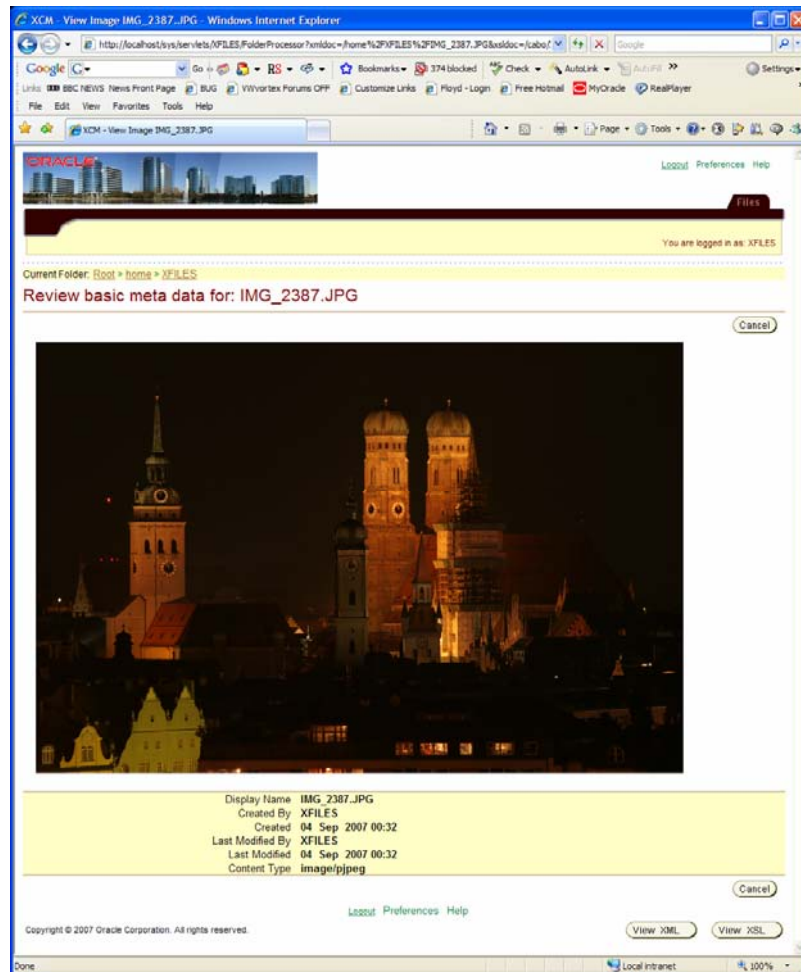 XCM - View Image IMG_2387.JPG - Windows Internet Explorer
http://localhost/sys/servlets/XFILES/FolderProcessor?xmldoc=/home%2FXFILES%2FIMG_2387.JPG&xsldoc=/cabo/
Google
Google G Go RS Bookmarks 374 blocked Check AutoLink AutoFill >> Settings
Links BBC NEWS News Front Page BUG VWvortex Forums OFF Customize Links Floyd - Login Free Hotmail MyOracle RealPlayer
File Edit View Favorites Tools Help
XCM - View Image IMG_2387.JPG Page Tools
ORACLE
Logout Preferences Help
Files
You are logged in as: XFILES
Current Folder: Root > home > XFILES
Review basic meta data for: IMG_2387.JPG
Cancel
Display Name IMG_2387.JPG
Created By XFILES
Created 04 Sep 2007 00:32
Last Modified By XFILES
Last Modified 04 Sep 2007 00:32
Content Type image/pjpeg
Cancel
Logout Preferences Help
Copyright © 2007 Oracle Corporation. All rights reserved.
View XML View XSL
Done Local intranet 100%